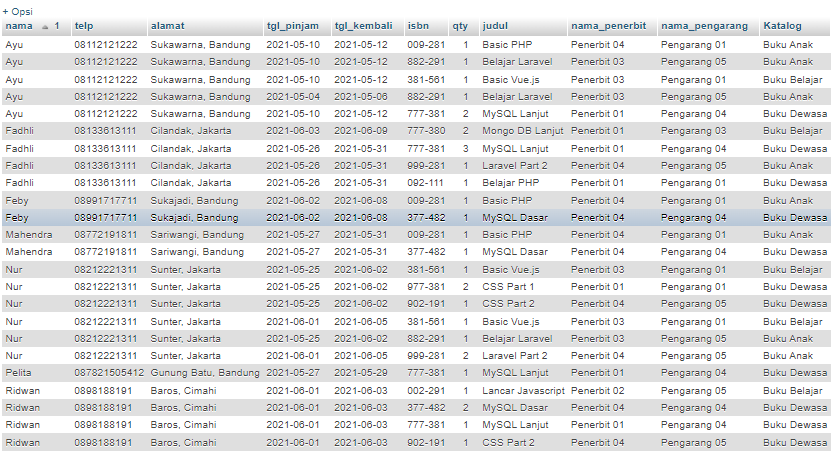 + Opsi
nama 1 telp alamat tgl_pinjam tgl_kembali isbn qty judul nama_penerbit nama_pengarang Katalog
Ayu 08112121222 Sukawarna, Bandung 2021-05-10 2021-05-12 009-281 1 Basic PHP Penerbit 04 Pengarang 01 Buku Anak
Ayu 08112121222 Sukawarna, Bandung 2021-05-10 2021-05-12 882-291 1 Belajar Laravel Penerbit 03 Pengarang 05 Buku Anak
Ayu 08112121222 Sukawarna, Bandung 2021-05-10 2021-05-12 381-561 1 Basic Vue.js Penerbit 03 Pengarang 01 Buku Belajar
Ayu 08112121222 Sukawarna, Bandung 2021-05-04 2021-05-06 882-291 1 Belajar Laravel Penerbit 03 Pengarang 05 Buku Anak
Ayu 08112121222 Sukawarna, Bandung 2021-05-10 2021-05-12 777-381 2 MySQL Lanjut Penerbit 01 Pengarang 04 Buku Dewasa
Fadhli 08133613111 Cilandak, Jakarta 2021-06-03 2021-06-09 777-380 2 Mongo DB Lanjut Penerbit 01 Pengarang 03 Buku Belajar
Fadhli 08133613111 Cilandak, Jakarta 2021-05-26 2021-05-31 777-381 3 MySQL Lanjut Penerbit 01 Pengarang 04 Buku Dewasa
Fadhli 08133613111 Cilandak, Jakarta 2021-05-26 2021-05-31 999-281 1 Laravel Part 2 Penerbit 04 Pengarang 05 Buku Anak
Fadhli 08133613111 Cilandak, Jakarta 2021-05-26 2021-05-31 092-111 1 Belajar PHP Penerbit 01 Pengarang 01 Buku Dewasa
Feby 08991717711 Sukajadi, Bandung 2021-06-02 2021-06-08 009-281 1 Basic PHP Penerbit 04 Pengarang 01 Buku Anak
Feby 08991717711 Sukajadi, Bandung 2021-06-02 2021-06-08 377-482 1 MySQL Dasar Penerbit 04 Pengarang 04 Buku Dewasa
Mahendra 08772191811 Sariwangi, Bandung 2021-05-27 2021-05-31 009-281 1 Basic PHP Penerbit 04 Pengarang 01 Buku Anak
Mahendra 08772191811 Sariwangi, Bandung 2021-05-27 2021-05-31 377-482 1 MySQL Dasar Penerbit 04 Pengarang 04 Buku Dewasa
Nur 08212221311 Sunter, Jakarta 2021-05-25 2021-06-02 381-561 1 Basic Vue.js Penerbit 03 Pengarang 01 Buku Belajar
Nur 08212221311 Sunter, Jakarta 2021-05-25 2021-06-02 977-381 2 CSS Part 1 Penerbit 01 Pengarang 01 Buku Dewasa
Nur 08212221311 Sunter, Jakarta 2021-05-25 2021-06-02 902-191 1 CSS Part 2 Penerbit 04 Pengarang 05 Buku Dewasa
Nur 08212221311 Sunter, Jakarta 2021-06-01 2021-06-05 381-561 1 Basic Vue.js Penerbit 03 Pengarang 01 Buku Belajar
Nur 08212221311 Sunter, Jakarta 2021-05-25 2021-06-02 882-291 1 Belajar Laravel Penerbit 03 Pengarang 05 Buku Anak
Nur 08212221311 Sunter, Jakarta 2021-06-01 2021-06-05 999-281 2 Laravel Part 2 Penerbit 04 Pengarang 05 Buku Anak
Pelita 087821505412 Gunung Batu, Bandung 2021-05-27 2021-05-29 777-381 1 MySQL Lanjut Penerbit 01 Pengarang 04 Buku Dewasa
Ridwan 0898188191 Baros, Cimahi 2021-06-01 2021-06-03 002-291 1 Lancar Javascript Penerbit 02 Pengarang 05 Buku Belajar
Ridwan 0898188191 Baros, Cimahi 2021-06-01 2021-06-03 377-482 2 MySQL Dasar Penerbit 04 Pengarang 04 Buku Dewasa
Ridwan 0898188191 Baros, Cimahi 2021-06-01 2021-06-03 777-381 1 MySQL Lanjut Penerbit 01 Pengarang 04 Buku Dewasa
Ridwan 0898188191 Baros, Cimahi 2021-06-01 2021-06-03 902-191 1 CSS Part 2 Penerbit 04 Pengarang 05 Buku Dewasa